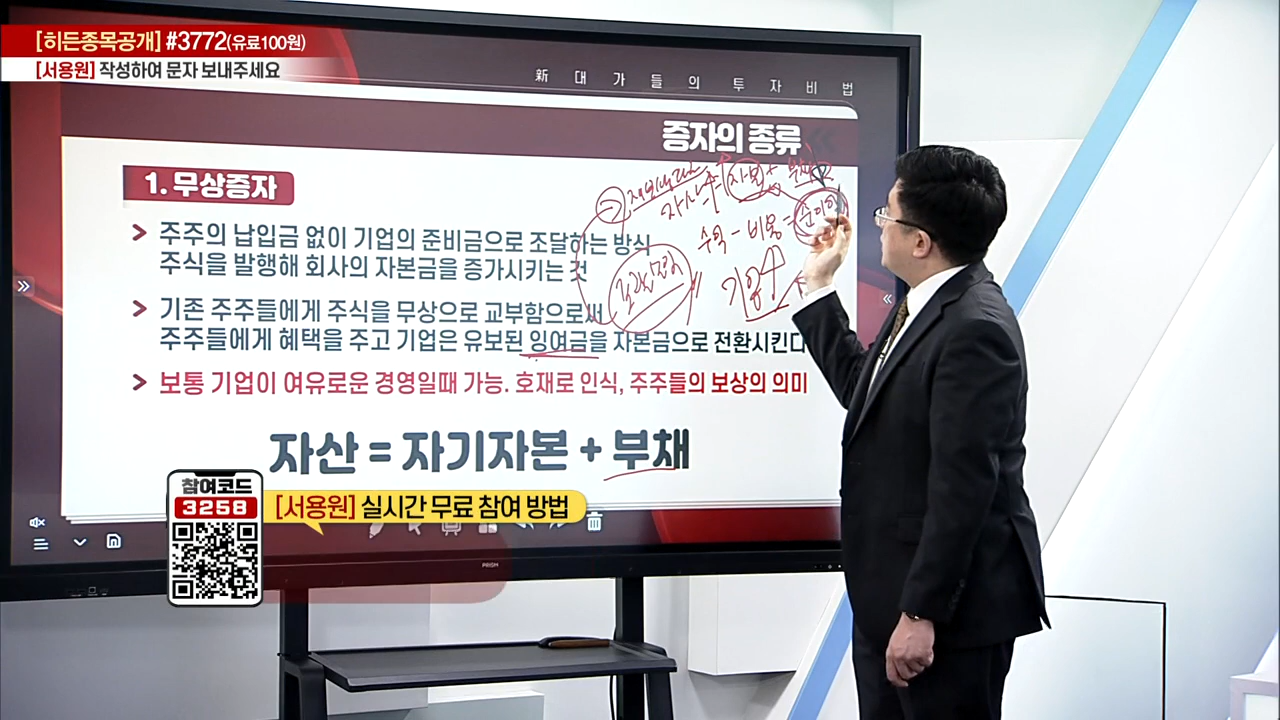 [히든종목공개] #3772(유료100원)
[서용원] 작성하여 문자 보내주세요
新 대 가 들 의 투 자 비 법
증자의 종류
1. 무상증자
자산 = 자본 +
수익 - 비용 = 순이익
기업
주주의 납입금 없이 기업의 준비금으로 조달하는 방식
주식을 발행해 회사의 자본금을 증가시키는 것
기존 주주들에게 주식을 무상으로 교부함으로써
주주들에게 혜택을 주고 기업은 유보된 잉여금을 자본금으로 전환시킨다
보통 기업이 여유로운 경영일때 가능. 호재로 인식, 주주들의 보상의 의미
자산 = 자기자본 + 부채
참여코드
3258
[서용원] 실시간 무료 참여 방법
PRISM